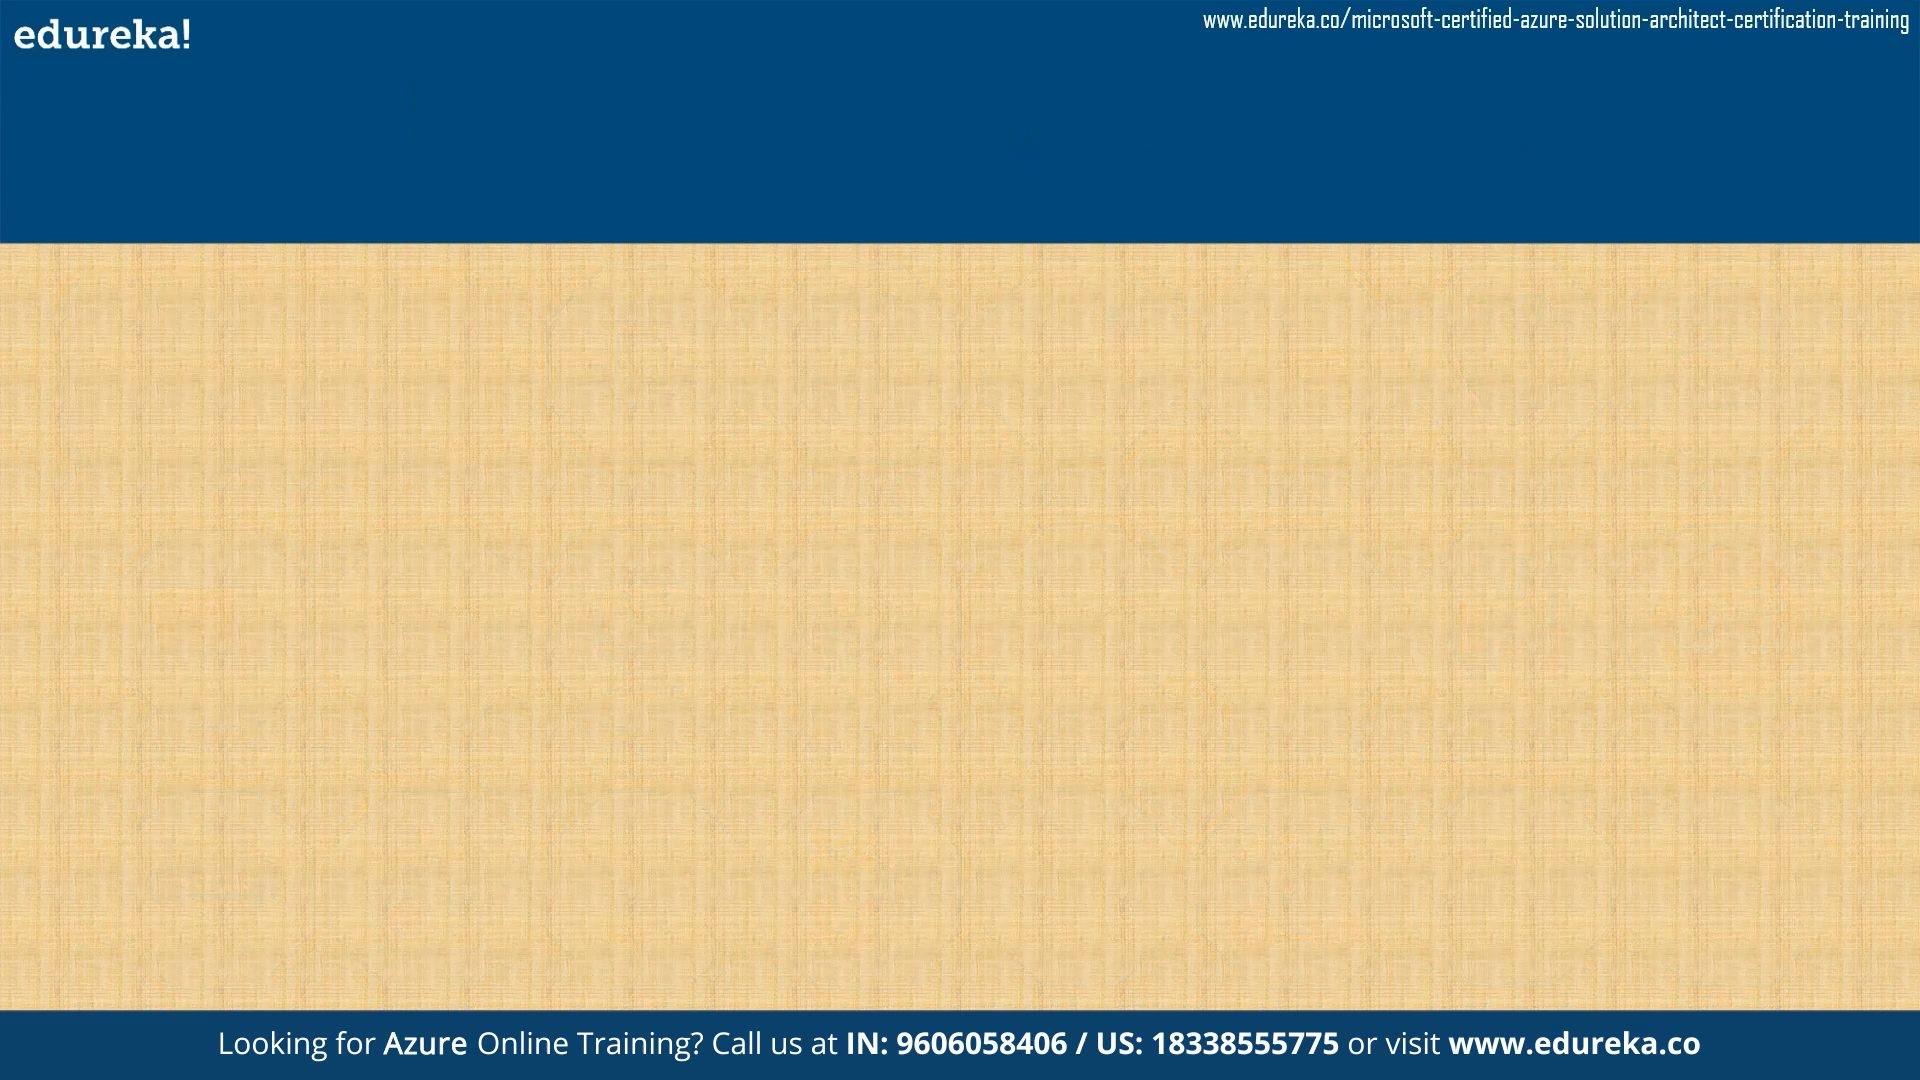 edureka!
www.edureka.co/microsoft-certified-azure-solution-architect-certification-training
Looking for Azure Online Training? Call us at IN: 9606058406 / US: 18338555775 or visit www.edureka.co